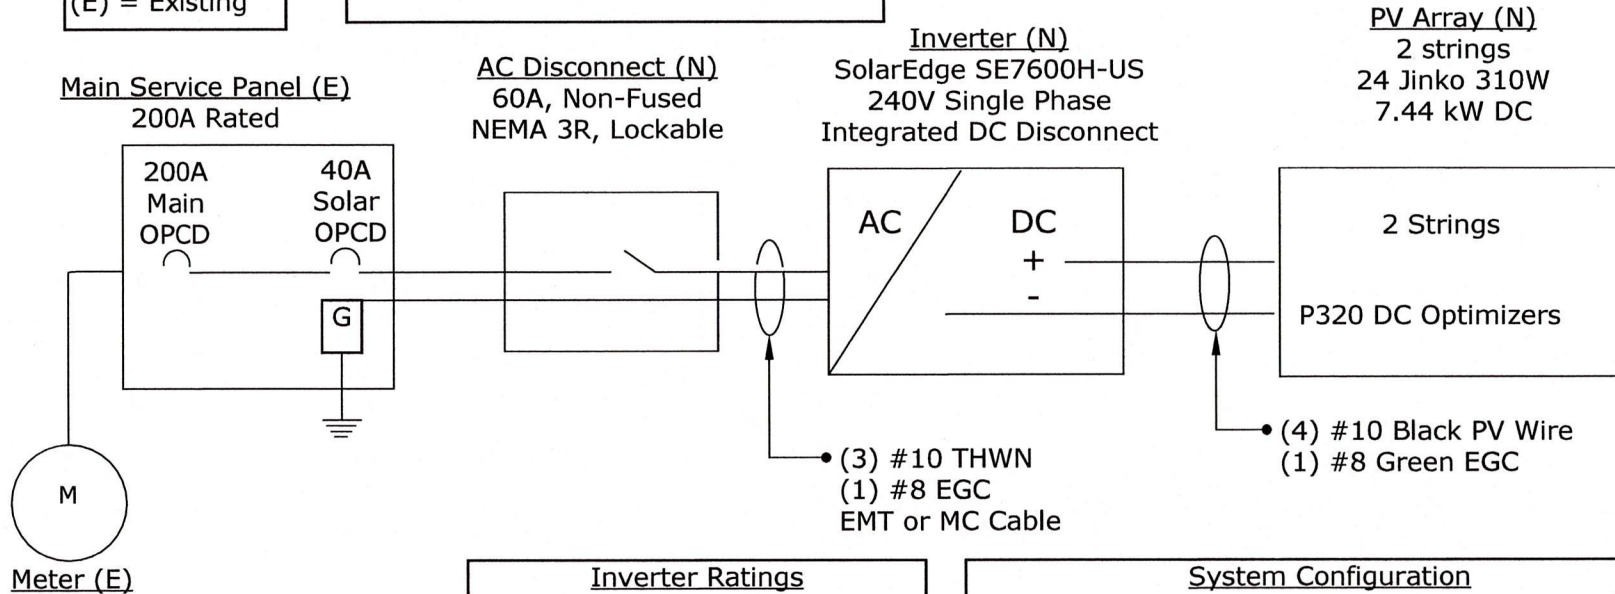 (E) = Existing
Main Service Panel (E)
200A Rated
200A
Main
OPCD
40A
Solar
OPCD
G
M
Meter (E)
AC Disconnect (N)
60A, Non-Fused
NEMA 3R, Lockable
Inverter (N)
SolarEdge SE7600H-US
240V Single Phase
Integrated DC Disconnect
AC
DC
+
-
(3) #10 THWN
(1) #8 EGC
EMT or MC Cable
PV Array (N)
2 strings
24 Jinko 310W
7.44 kW DC
2 Strings
P320 DC Optimizers
(4) #10 Black PV Wire
(1) #8 Green EGC
Inverter Ratings
System Configuration